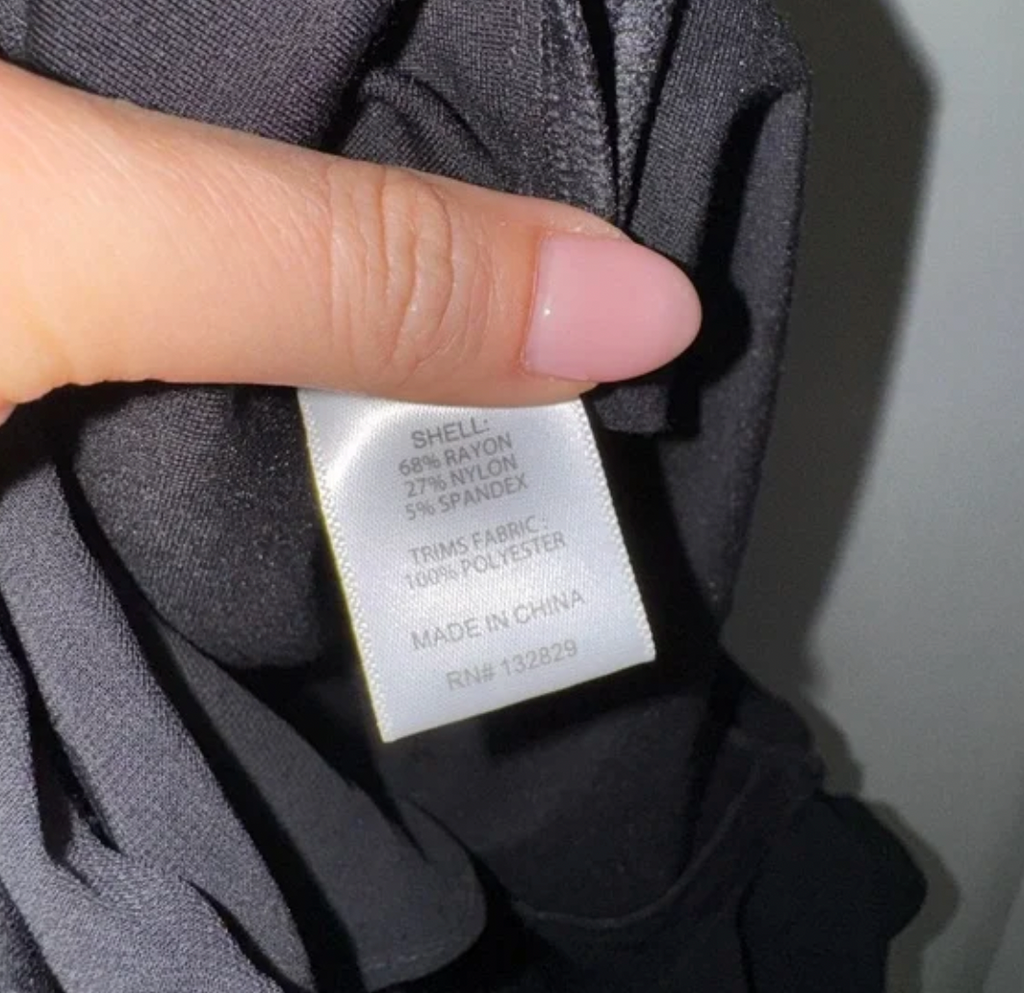 SHELL:
68% RAYON
27% NYLON
5% SPANDEX
TRIMS FABRIC :
100% POLYESTER
MADE IN CHINA
RN# 132829